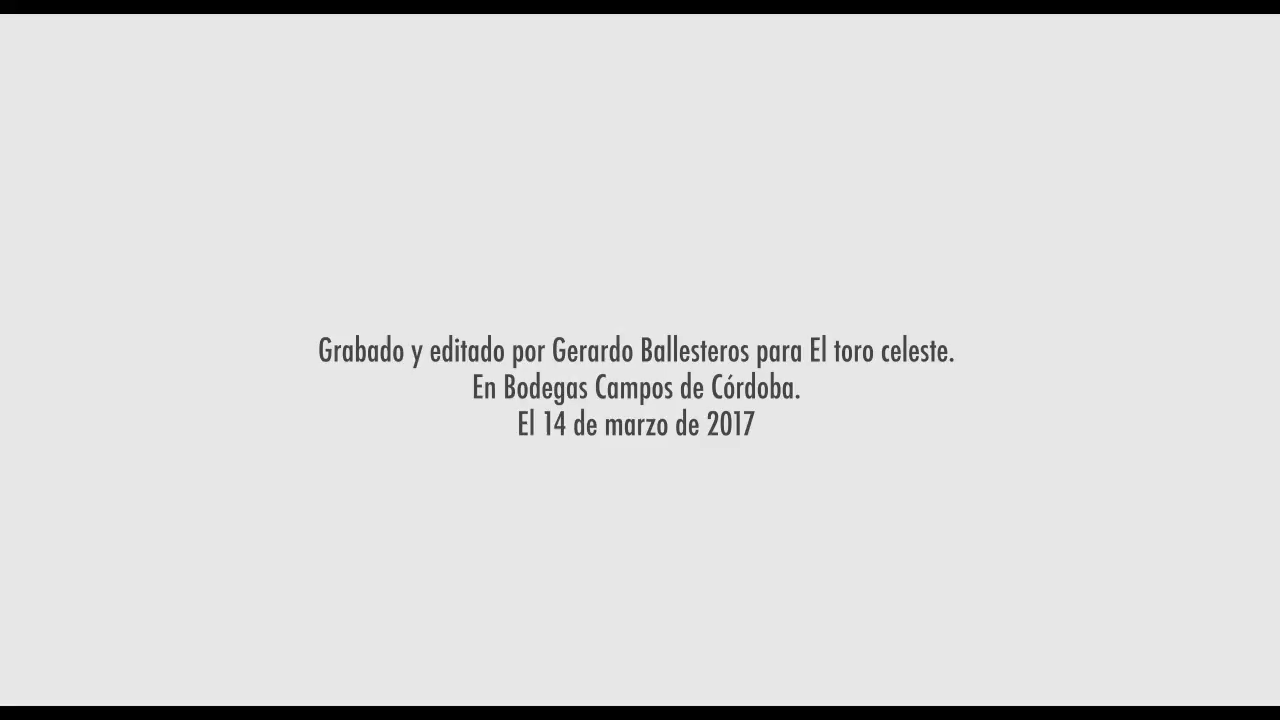 Grabado y editado por Gerardo Ballesteros para El toro celeste.
En Bodegas Campos de Córdoba.
El 14 de marzo de 2017